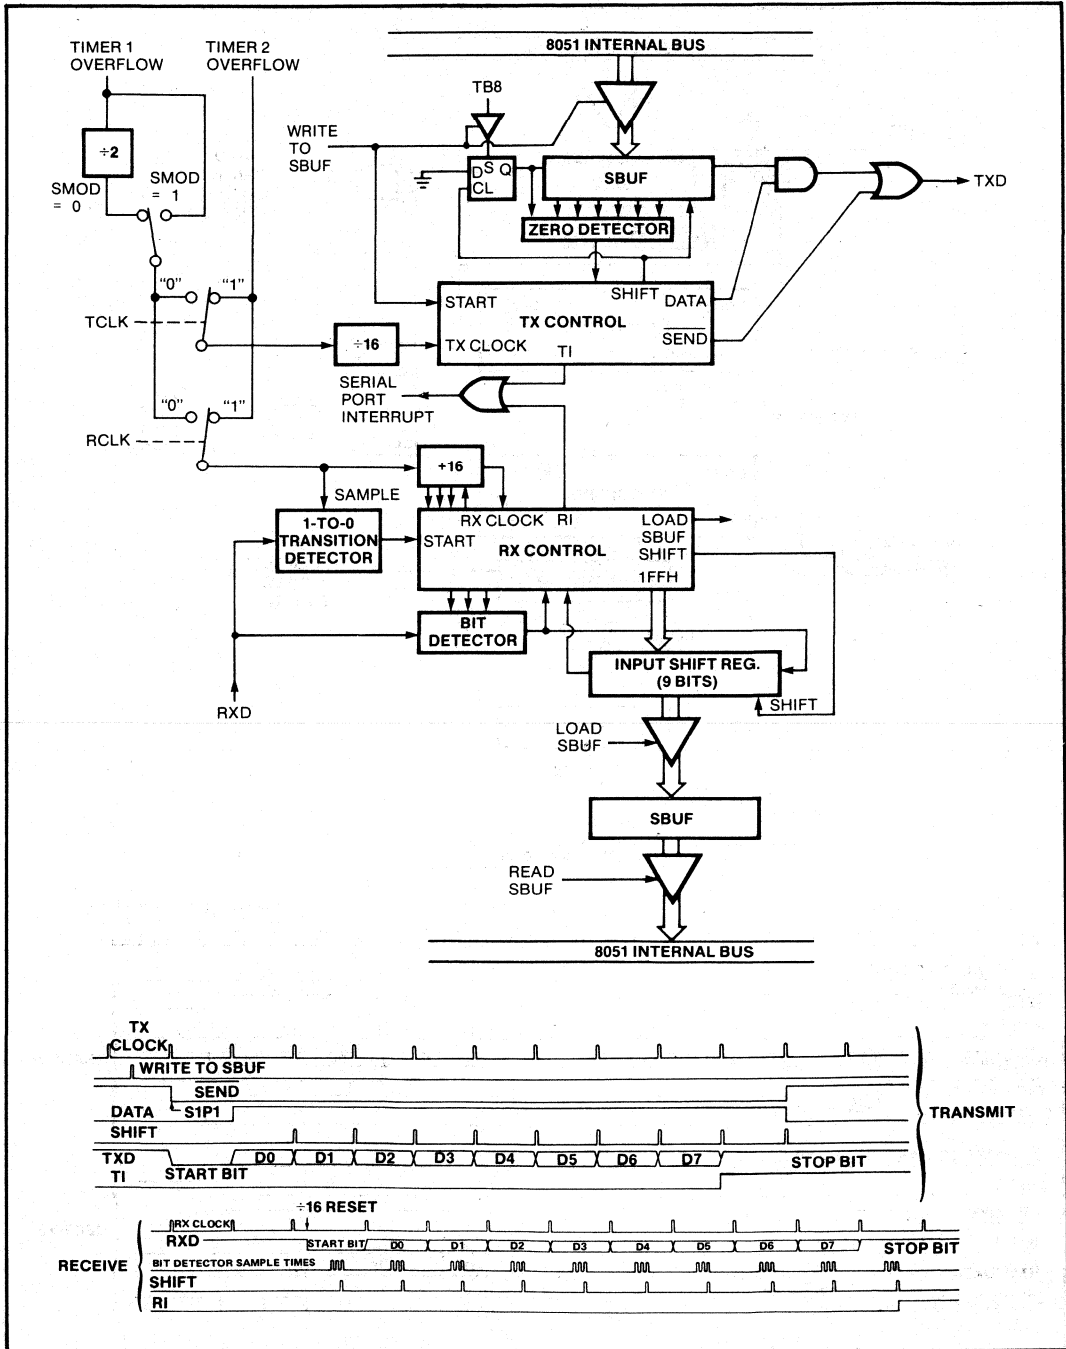 TIMER 1
OVERFLOW
TIMER 2
OVERFLOW
8051 INTERNAL BUS
TB8
WRITE
TO
SBUF
÷2
SMOD
= 0
SMOD
= 1
D S Q
CL
SBUF
TXD
ZERO DETECTOR
"0"
"1"
TCLK
START
SHIFT
DATA
TX CONTROL
SEND
TX CLOCK
TI
÷16
SERIAL
PORT
INTERRUPT
"0"
"1"
RCLK
+16
SAMPLE
1-TO-0
TRANSITION
DETECTOR
RX CLOCK
RI
START
RX CONTROL
LOAD
SBUF
SHIFT
1FFH
BIT
DETECTOR
INPUT SHIFT REG.
(9 BITS)
SHIFT
RXD
LOAD
SBUF
SBUF
READ
SBUF
8051 INTERNAL BUS
TX
CLOCK
WRITE TO SBUF
SEND
DATA
S1P1
SHIFT
TXD
START BIT
D0 D1 D2 D3 D4 D5 D6 D7
STOP BIT
TI
TRANSMIT
÷16 RESET
RX CLOCK
RXD
START BIT
D0 D1 D2 D3 D4 D5 D6 D7
STOP BIT
RECEIVE
BIT DETECTOR SAMPLE TIMES
SHIFT
RI